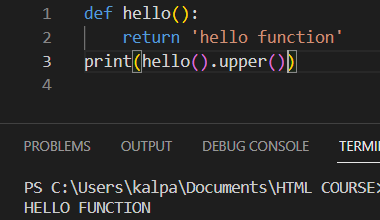 1 def hello():
2 return 'hello function'
3 print(hello().upper())
4
PROBLEMS OUTPUT DEBUG CONSOLE
PS C:\Users\kalpa\Documents\HTML COURSE>
HELLO FUNCTION